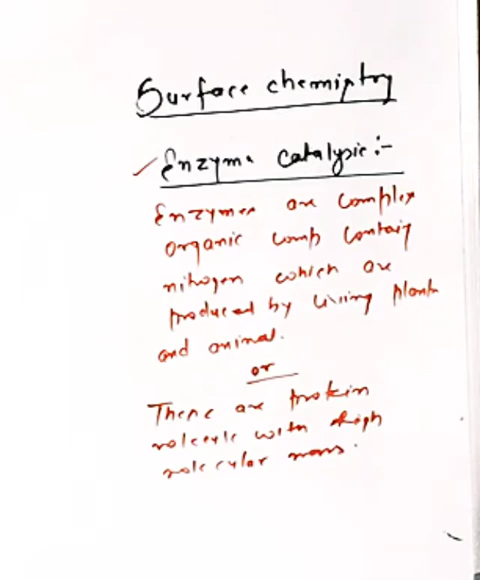 Surface chemistry
Enzyme catalysis:-
Enzymes are complex
organic comp containg
nitrogen which are
produced by living plants
and animal.
or
These are protein
molecule with high
molecular mass.